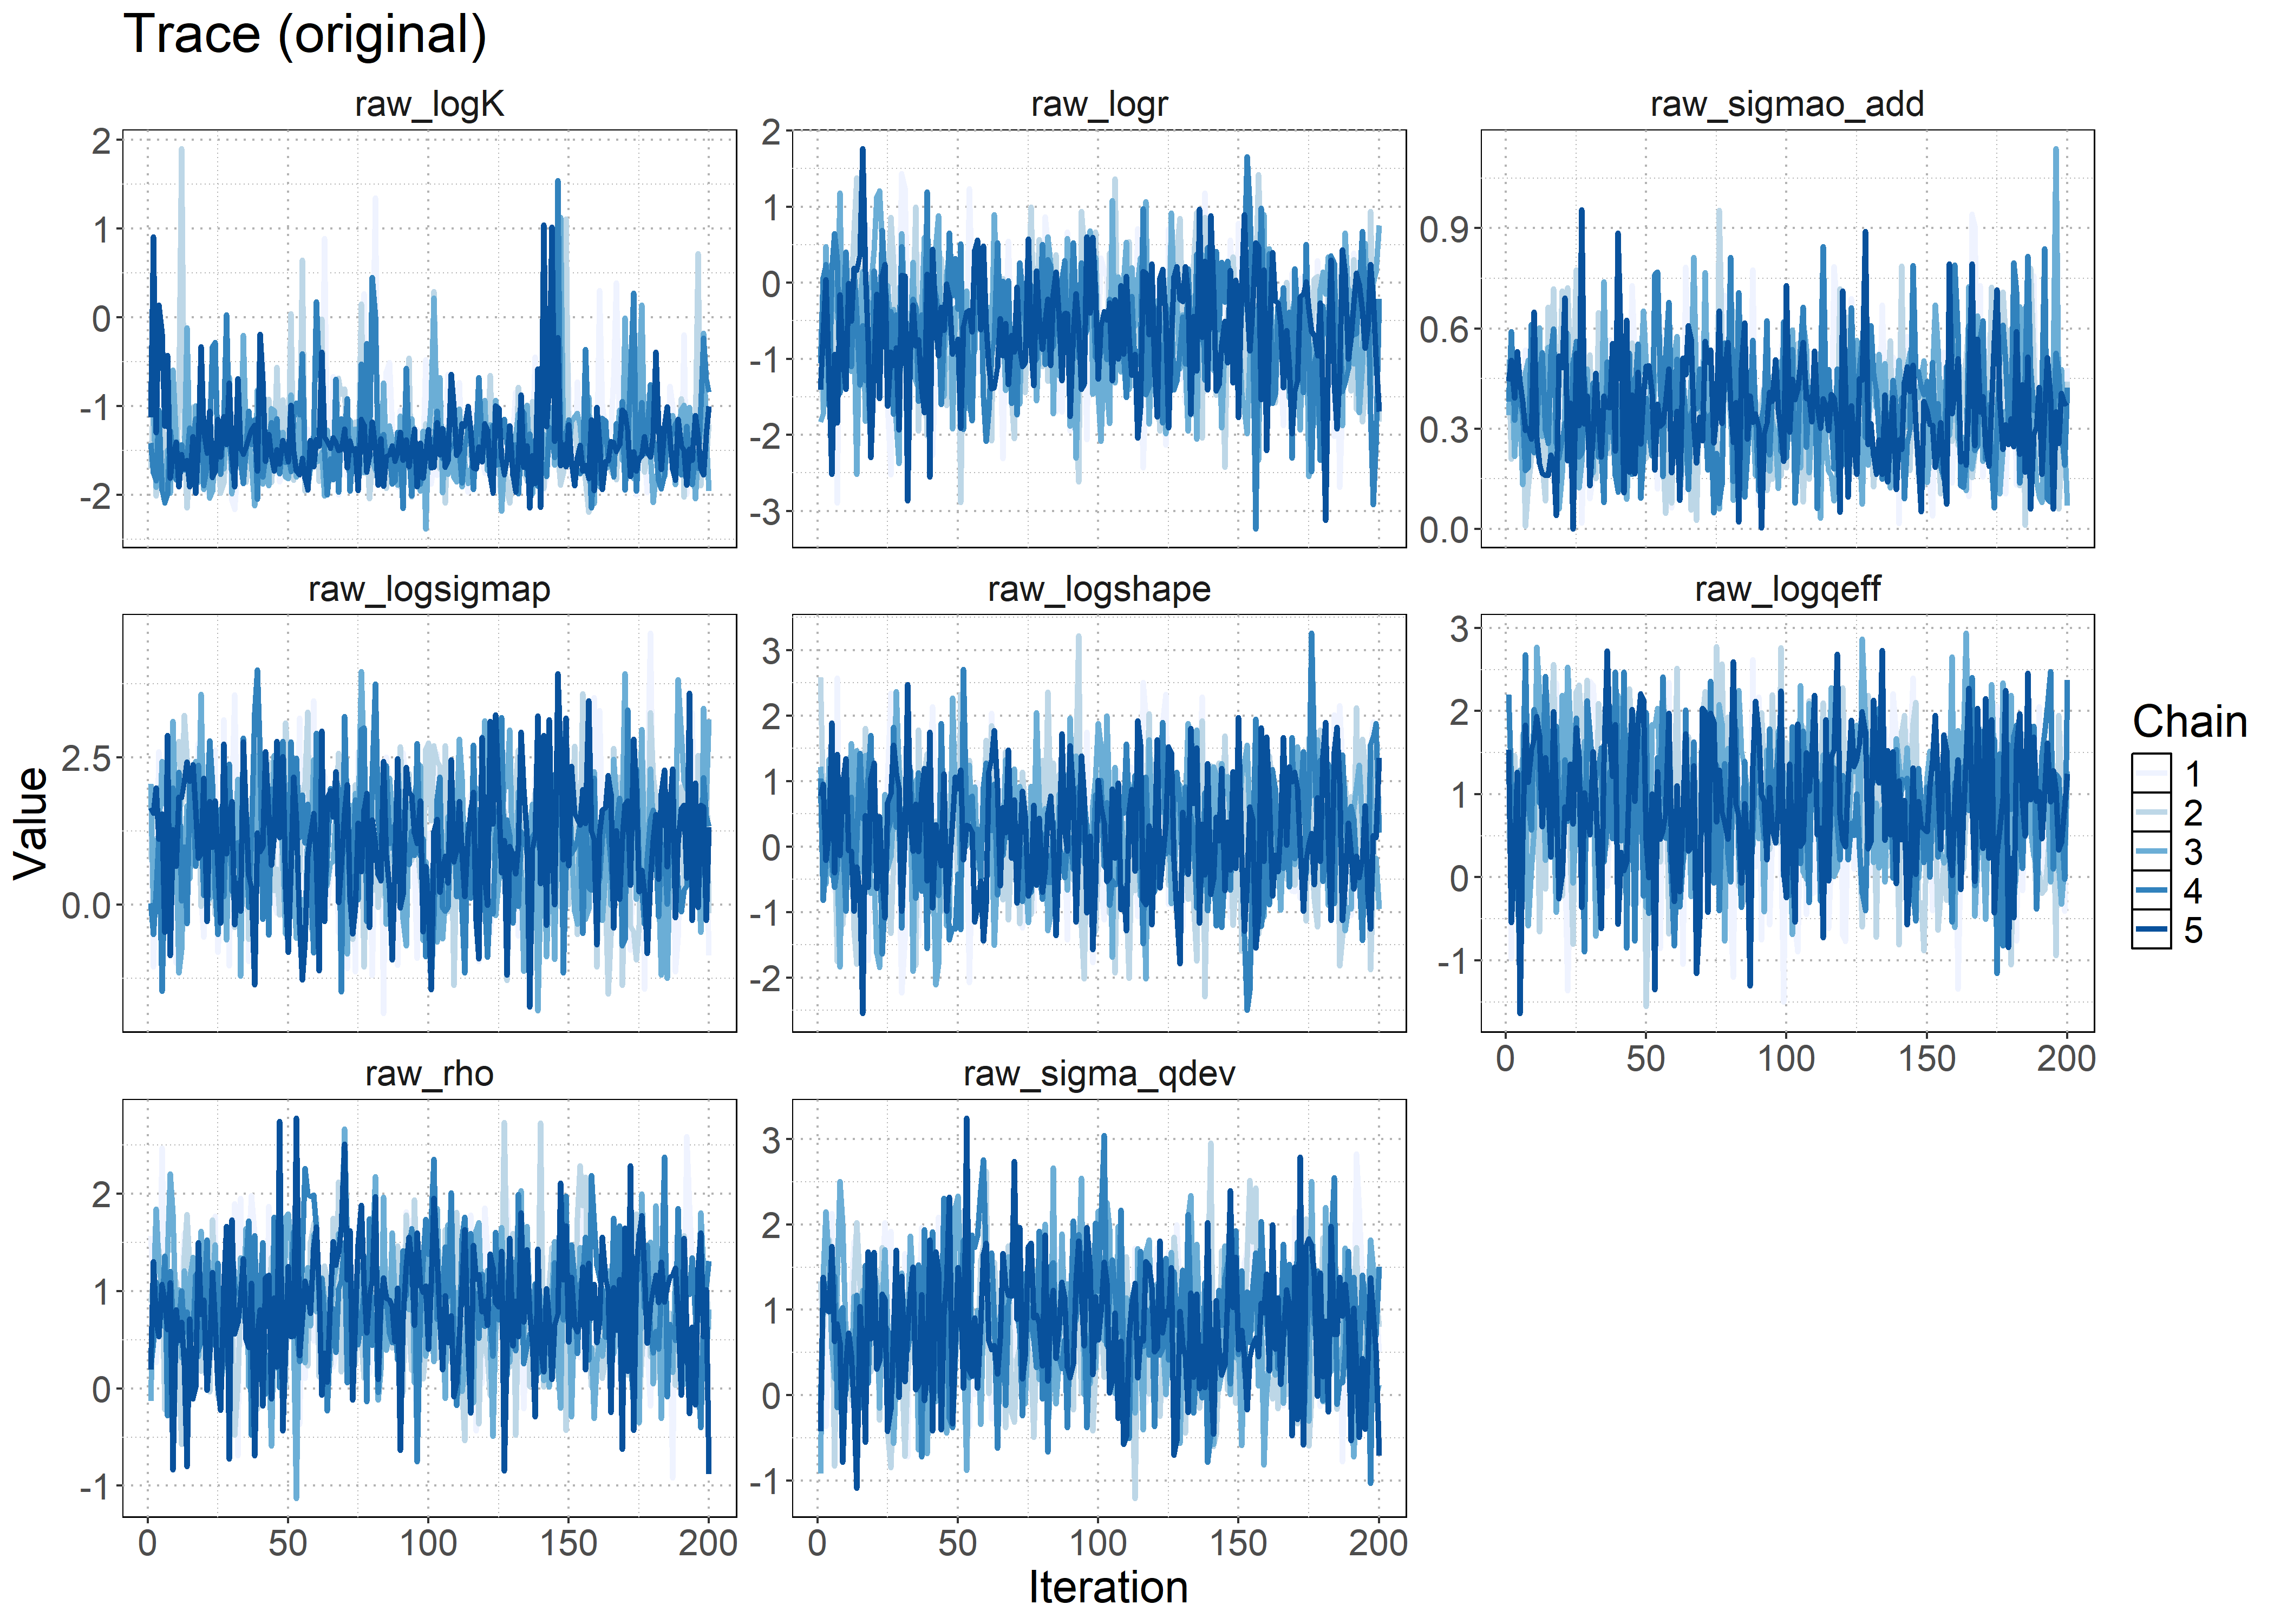 Trace (original)
raw_logK
raw_logr
raw_sigmao_add
2
1
0
-1
-2
2
1
0
-1
-2
-3
0.9
0.6
0.3
0.0
raw_logsigmap
raw_logshape
raw_logqeff
2.5
0.0
3
2
1
0
-1
-2
3
2
1
0
-1
0 50 100 150 200
Chain
1
2
3
4
5
Value
raw_rho
raw_sigma_qdev
2
1
0
-1
3
2
1
0
-1
0 50 100 150 200
0 50 100 150 200
Iteration